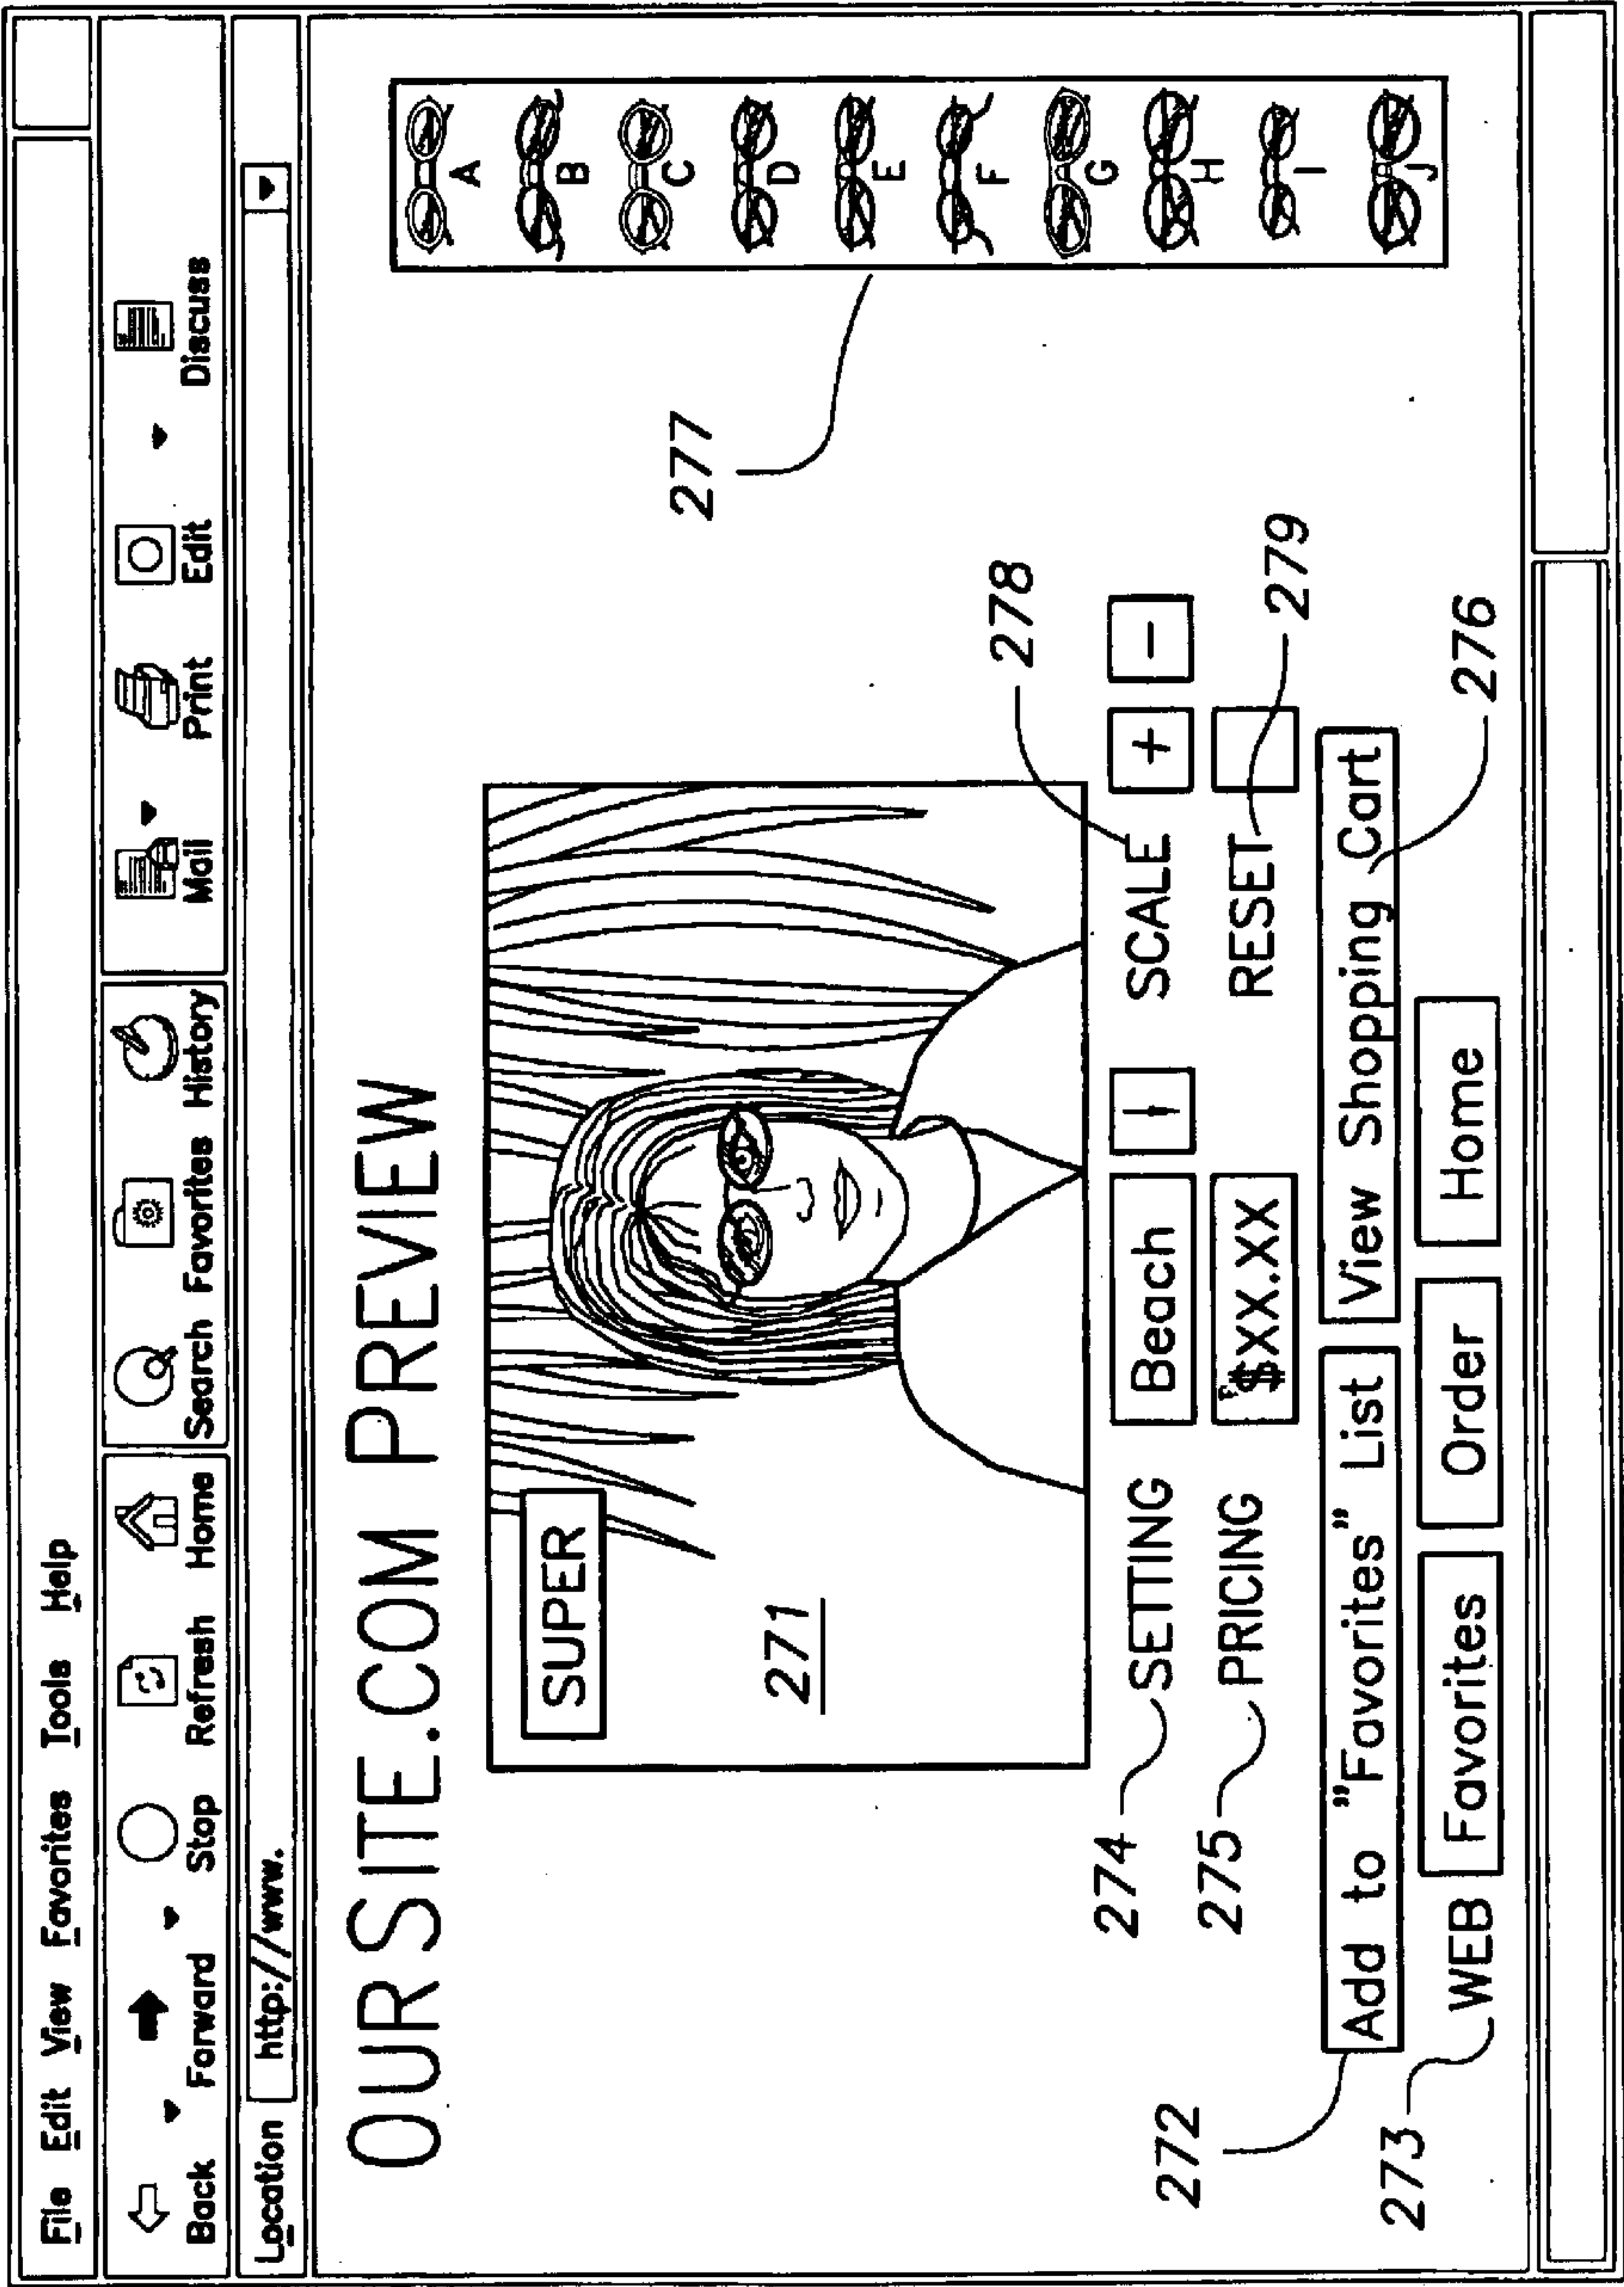 File Edit View Favorites Tools Help
Back Forward Stop Refresh Home Search Favorites History Mail Print Edit Discuss
Location http://www.
OUR SITE.COM PREVIEW
SUPER
271
A
B
C
D
E
F
G
H
I
J
277
274 SETTING Beach SCALE + - 278
275 PRICING $XX.XX RESET 279
272 Add to "Favorites" List View Shopping Cart 276
273 WEB Favorites Order Home